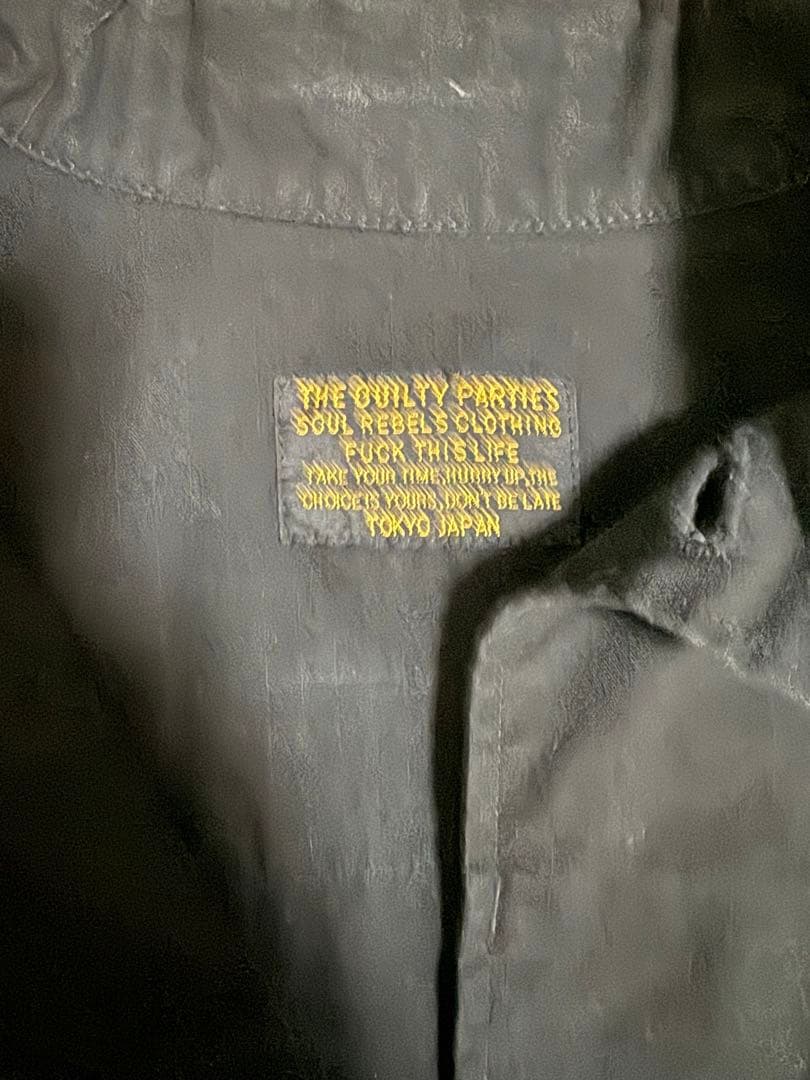 THE GUILTY PARTIES
SOUL REBELS CLOTHING
FUCK THIS LIFE
TAKE YOUR TIME,HURRY UP,THE
CHOICE IS YOURS,DON'T BE LATE
TOKYO JAPAN